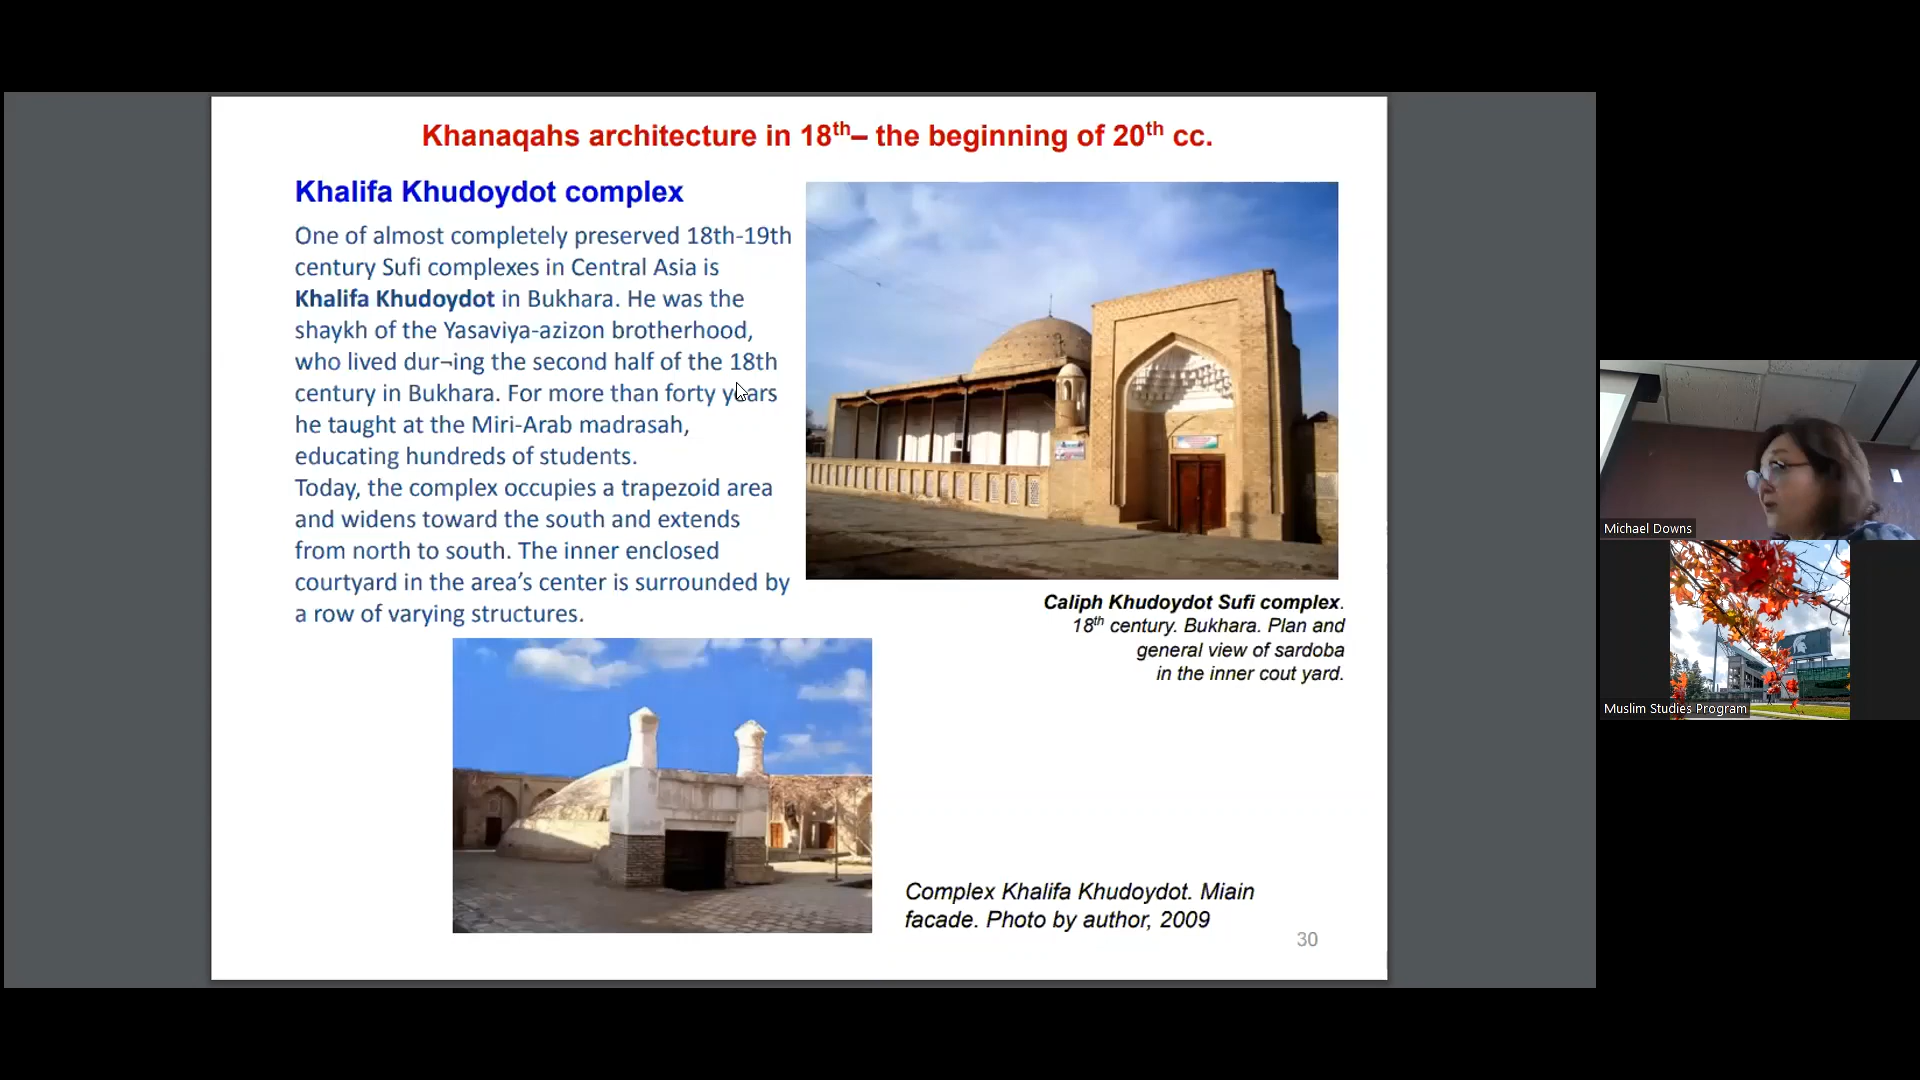 Khanaqahs architecture in 18th– the beginning of 20th cc.
Khalifa Khudoydot complex
One of almost completely preserved 18th-19th
century Sufi complexes in Central Asia is
Khalifa Khudoydot in Bukhara. He was the
shaykh of the Yasaviya-azizon brotherhood,
who lived dur¬ing the second half of the 18th
century in Bukhara. For more than forty years
he taught at the Miri-Arab madrasah,
educating hundreds of students.
Today, the complex occupies a trapezoid area
and widens toward the south and extends
from north to south. The inner enclosed
courtyard in the area’s center is surrounded by
a row of varying structures.
Caliph Khudoydot Sufi complex.
18th century. Bukhara. Plan and
general view of sardoba
in the inner cout yard.
Complex Khalifa Khudoydot. Miain
facade. Photo by author, 2009
30
Michael Downs
Muslim Studies Program